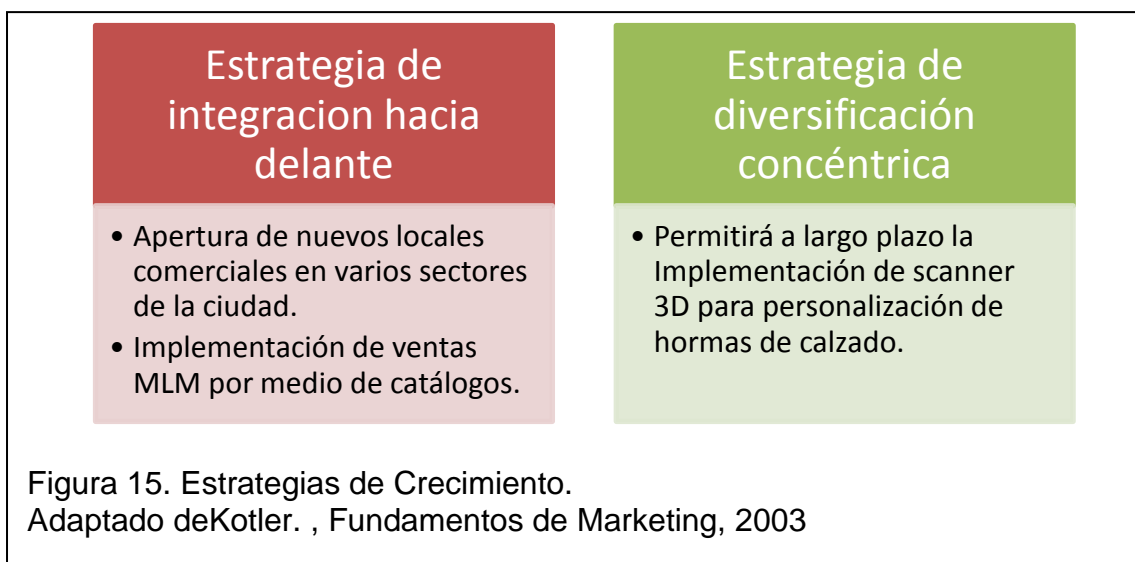 Estrategia de
integracion hacia
delante
• Apertura de nuevos locales
comerciales en varios sectores
de la ciudad.
• Implementación de ventas
MLM por medio de catálogos.
Estrategia de
diversificación
concéntrica
• Permitirá a largo plazo la
Implementación de scanner
3D para personalización de
hormas de calzado.
Figura 15. Estrategias de Crecimiento.
Adaptado deKotler. , Fundamentos de Marketing, 2003